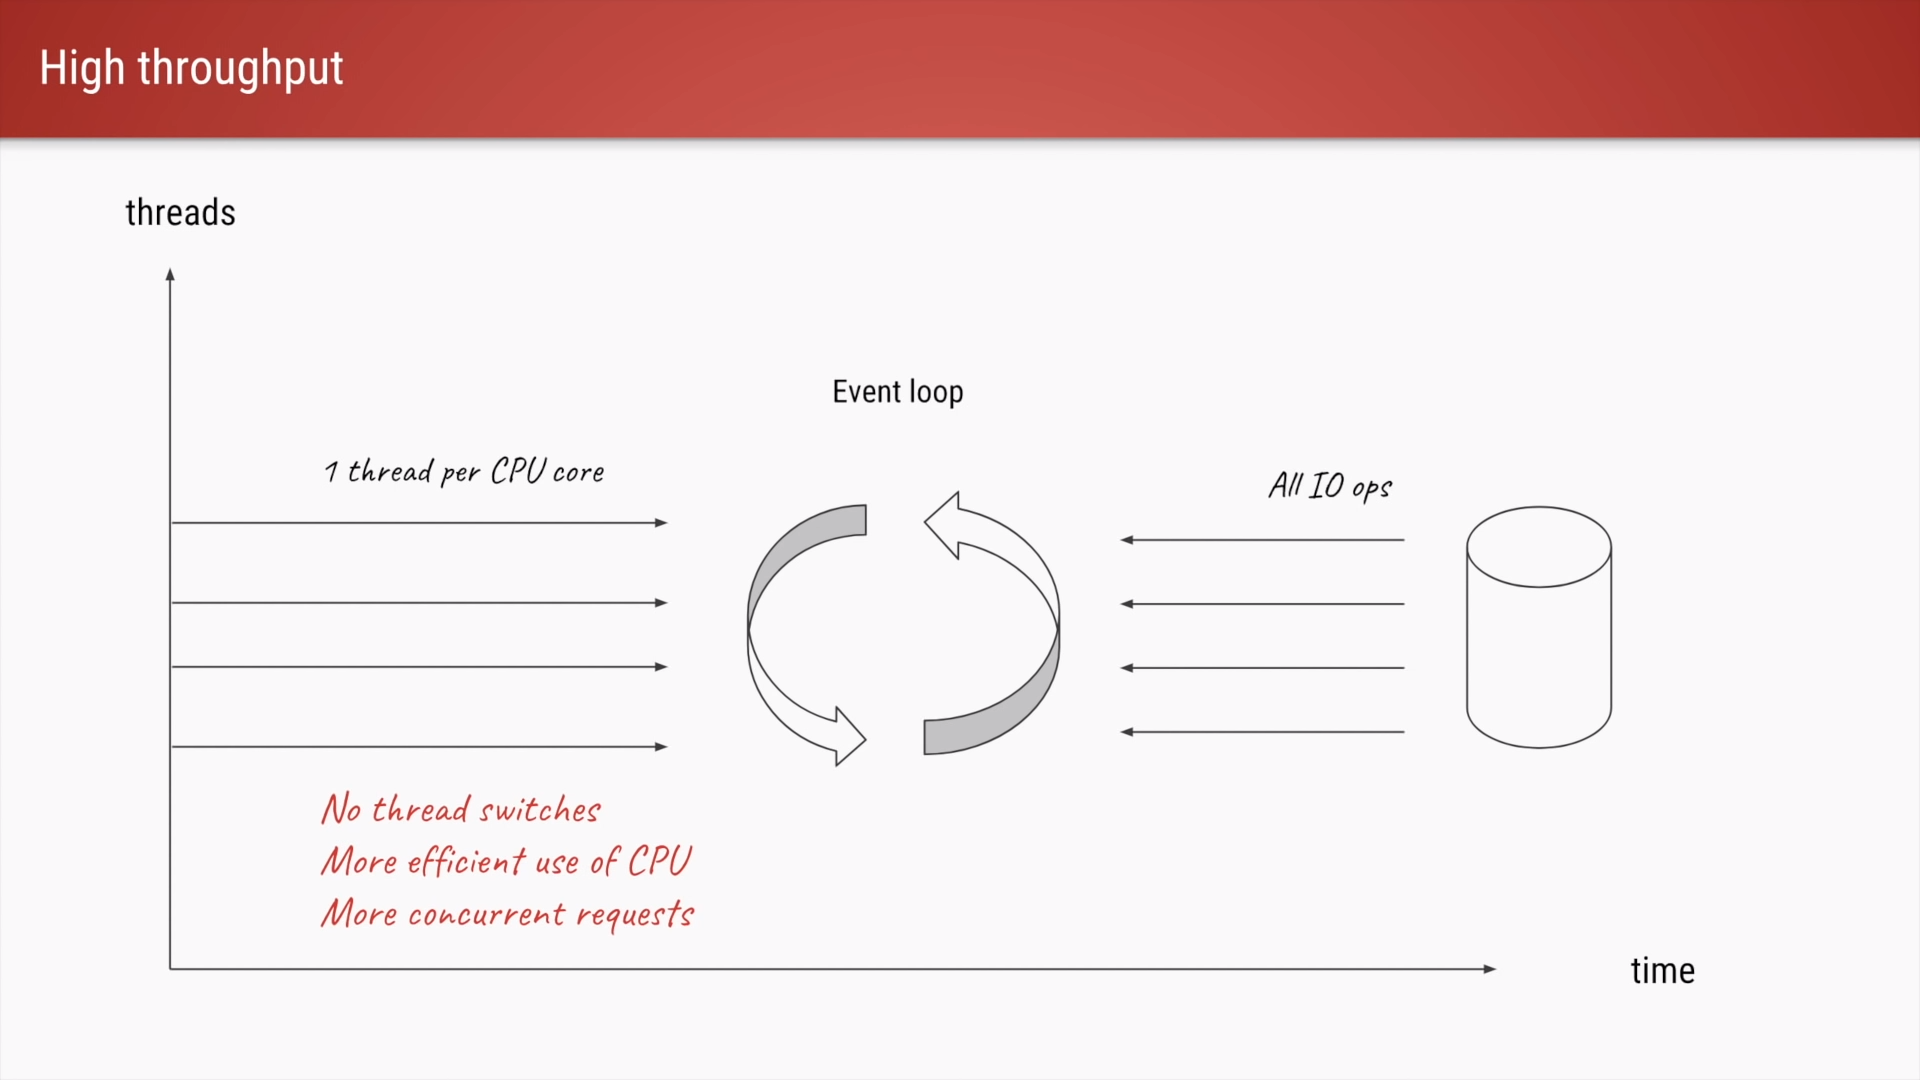 High throughput
threads
Event loop
1 thread per CPU core
All IO ops
No thread switches
More efficient use of CPU
More concurrent requests
time